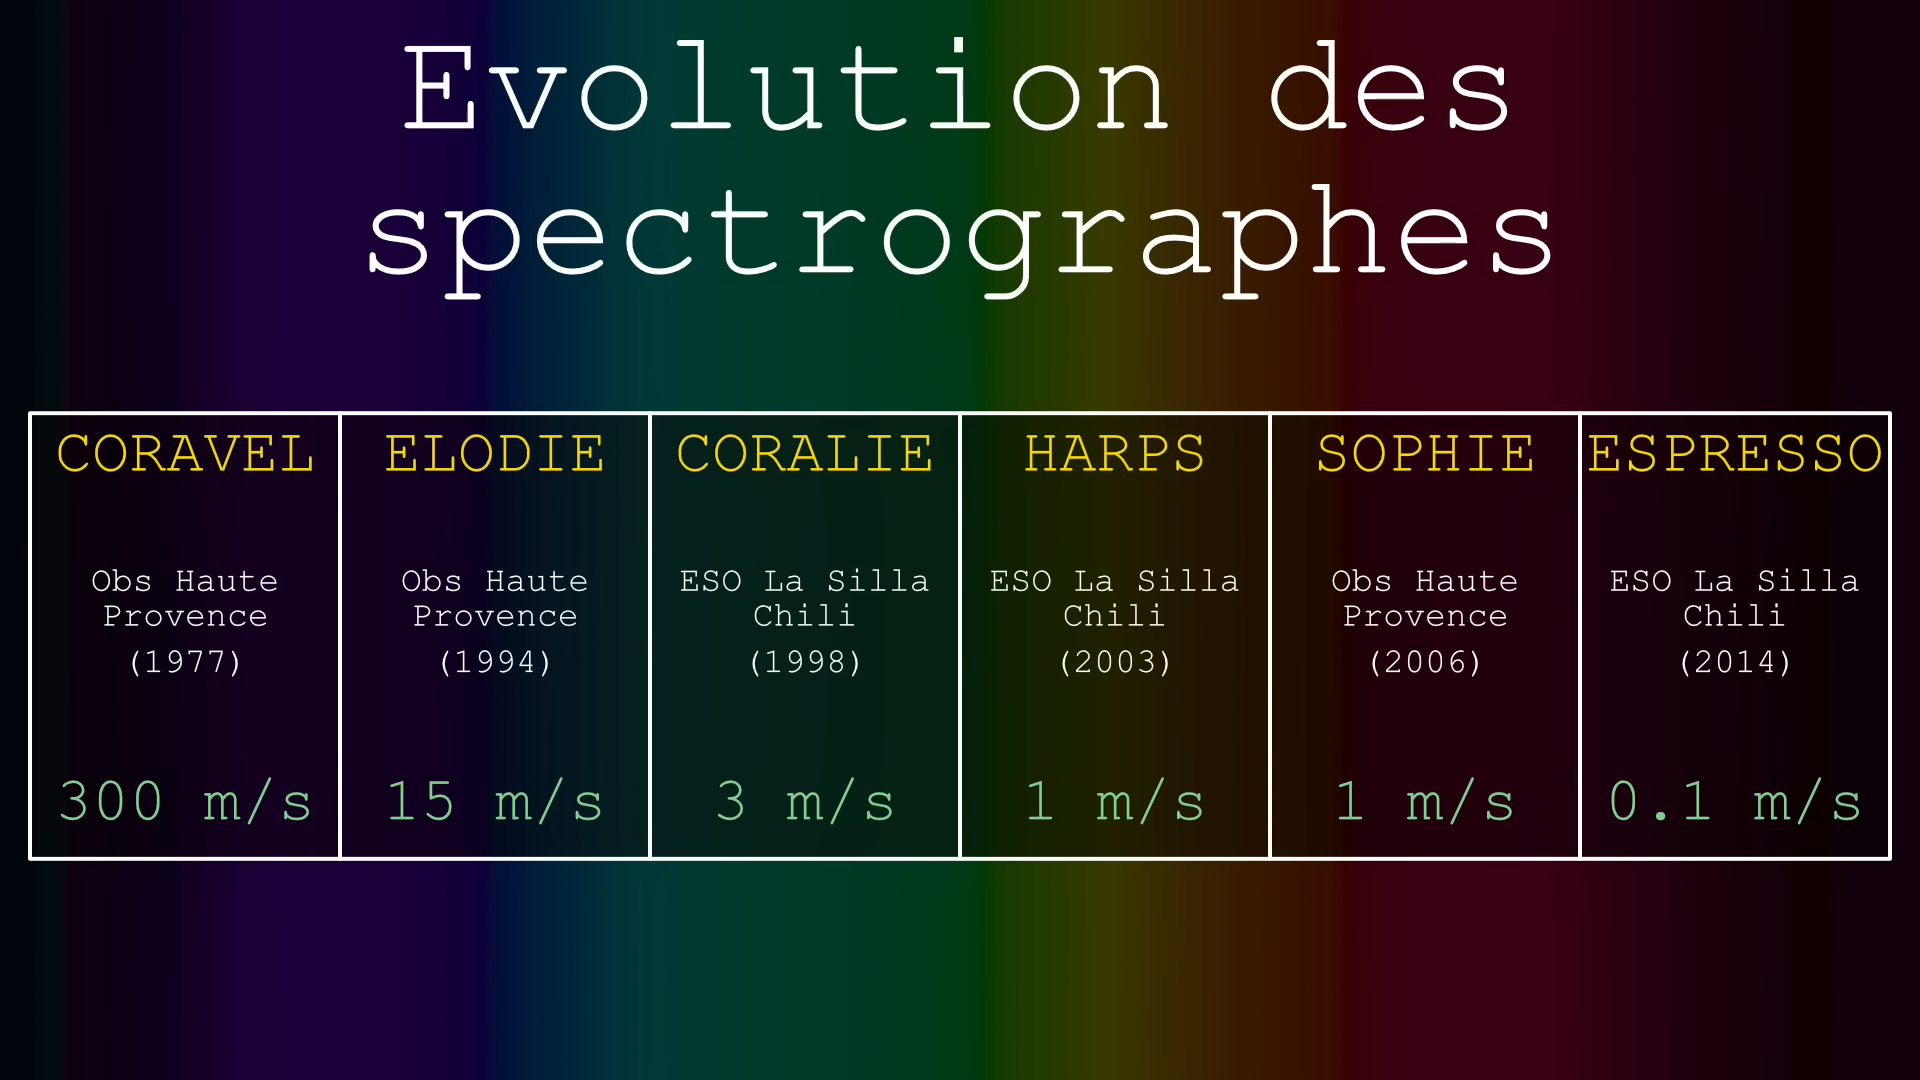 Evolution des
spectrographes
CORAVEL
Obs Haute
Provence
(1977)
300 m/s
ELODIE
Obs Haute
Provence
(1994)
15 m/s
CORALIE
ESO La Silla
Chili
(1998)
3 m/s
HARPS
ESO La Silla
Chili
(2003)
1 m/s
SOPHIE
Obs Haute
Provence
(2006)
1 m/s
ESPRESSO
ESO La Silla
Chili
(2014)
0.1 m/s